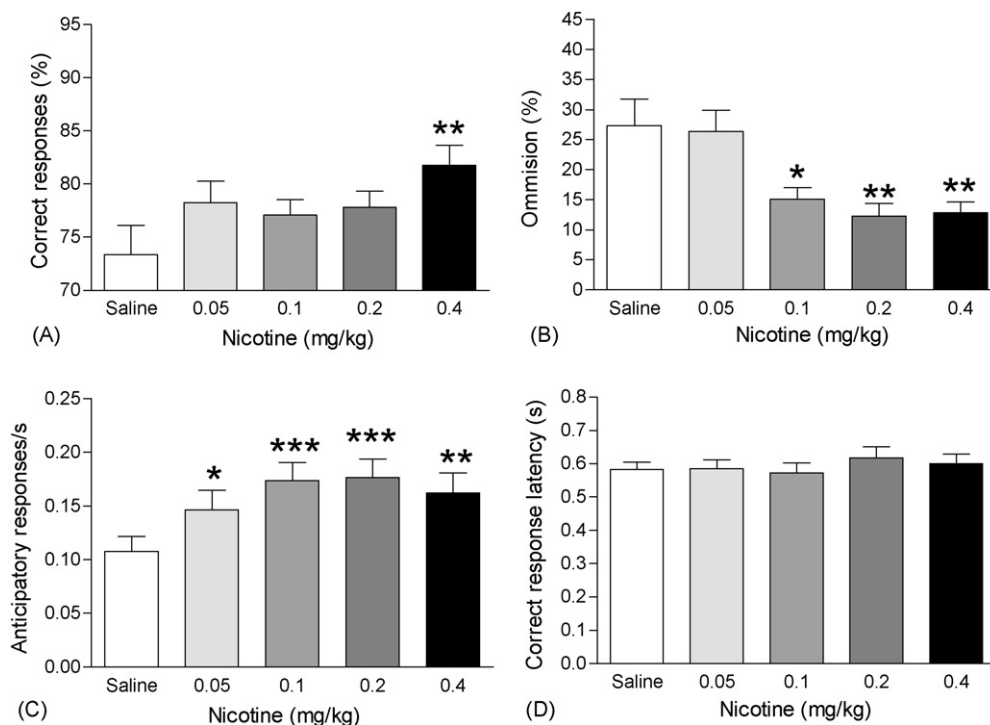 Correct responses (%)
95
90
85
80
75
70
**
Saline 0.05 0.1 0.2 0.4
(A) Nicotine (mg/kg)
Ommision (%)
45
40
35
30
25
20
15
10
5
0
* ** **
Saline 0.05 0.1 0.2 0.4
(B) Nicotine (mg/kg)
Anticipatory responses/s
0.25
0.20
0.15
0.10
0.05
0.00
* *** *** **
Saline 0.05 0.1 0.2 0.4
(C) Nicotine (mg/kg)
Correct response latency (s)
0.8
0.7
0.6
0.5
0.4
0.3
0.2
0.1
0.0
Saline 0.05 0.1 0.2 0.4
(D) Nicotine (mg/kg)